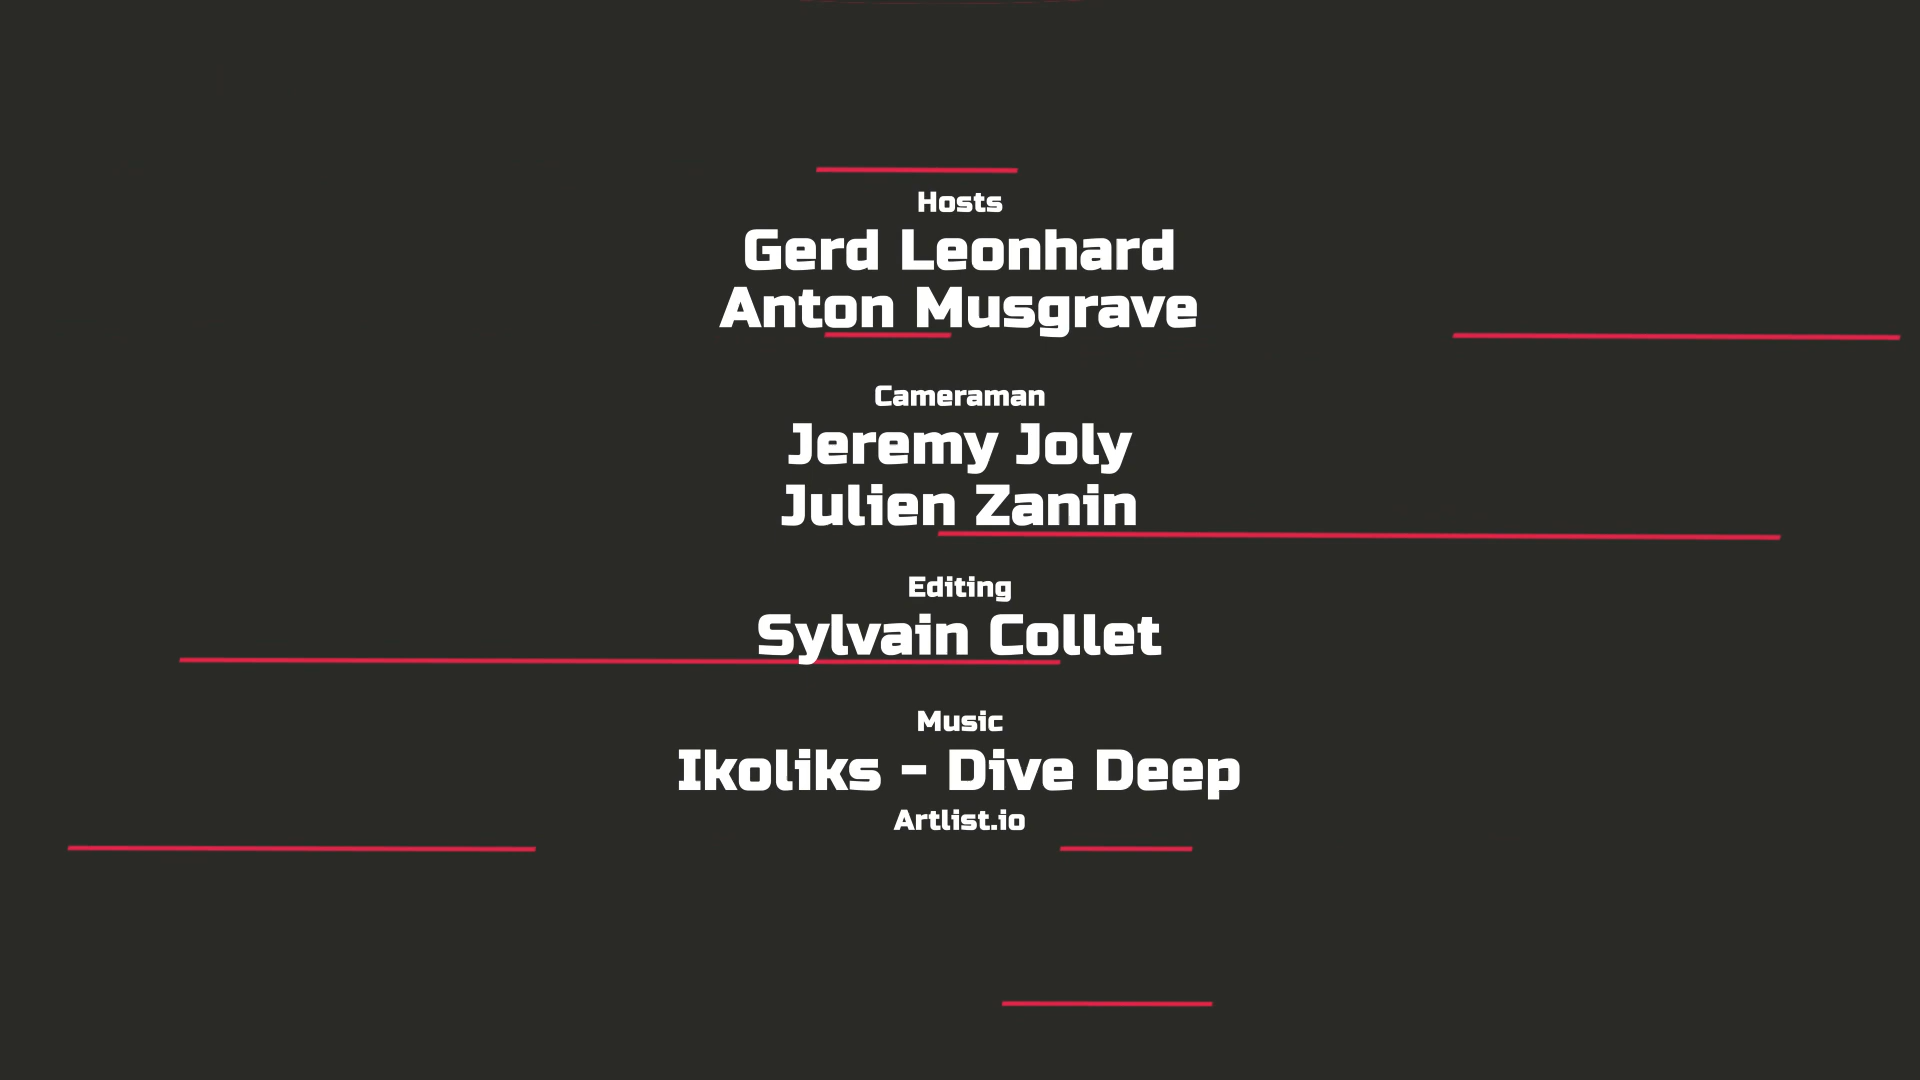 Hosts
Gerd Leonhard
Anton Musgrave
Cameraman
Jeremy Joly
Julien Zanin
Editing
Sylvain Collet
Music
Ikoliks - Dive Deep
Artlist.io